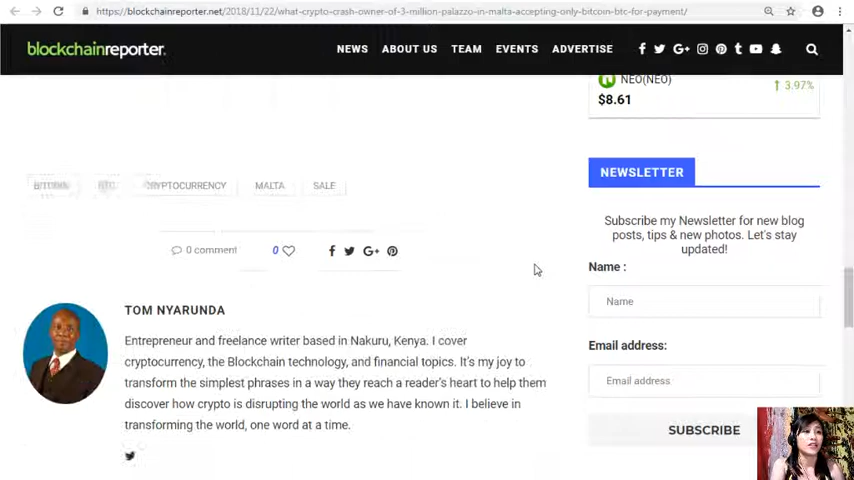 https://blockchainreporter.net/2018/11/22/what-crypto-crash-owner-of-3-million-palazzo-in-malta-accepting-only-bitcoin-btc-for-payment/
blockchainreporter.
NEWS ABOUT US TEAM EVENTS ADVERTISE
NEO(NEO)
$8.61
↑ 3.97%
NEWSLETTER
BITCOIN BTC CRYPTOCURRENCY MALTA SALE
Subscribe my Newsletter for new blog
posts, tips & new photos. Let's stay
updated!
0 comment 0
Name :
Name
Email address:
Email address
SUBSCRIBE
TOM NYARUNDA
Entrepreneur and freelance writer based in Nakuru, Kenya. I cover
cryptocurrency, the Blockchain technology, and financial topics. It's my joy to
transform the simplest phrases in a way they reach a reader's heart to help them
discover how crypto is disrupting the world as we have known it. I believe in
transforming the world, one word at a time.